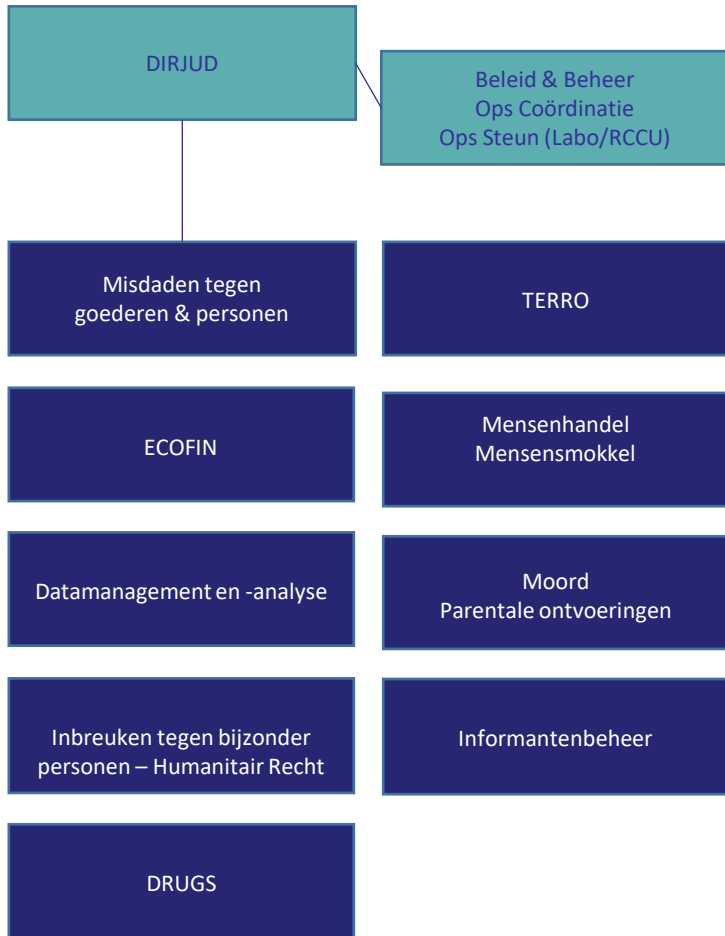 DIRJUD
Beleid & Beheer
Ops Coördinatie
Ops Steun (Labo/RCCU)
Misdaden tegen
goederen & personen
TERRO
ECOFIN
Mensenhandel
Mensensmokkel
Datamanagement en -analyse
Moord
Parentale ontvoeringen
Inbreuken tegen bijzonder
personen – Humanitair Recht
Informantenbeheer
DRUGS